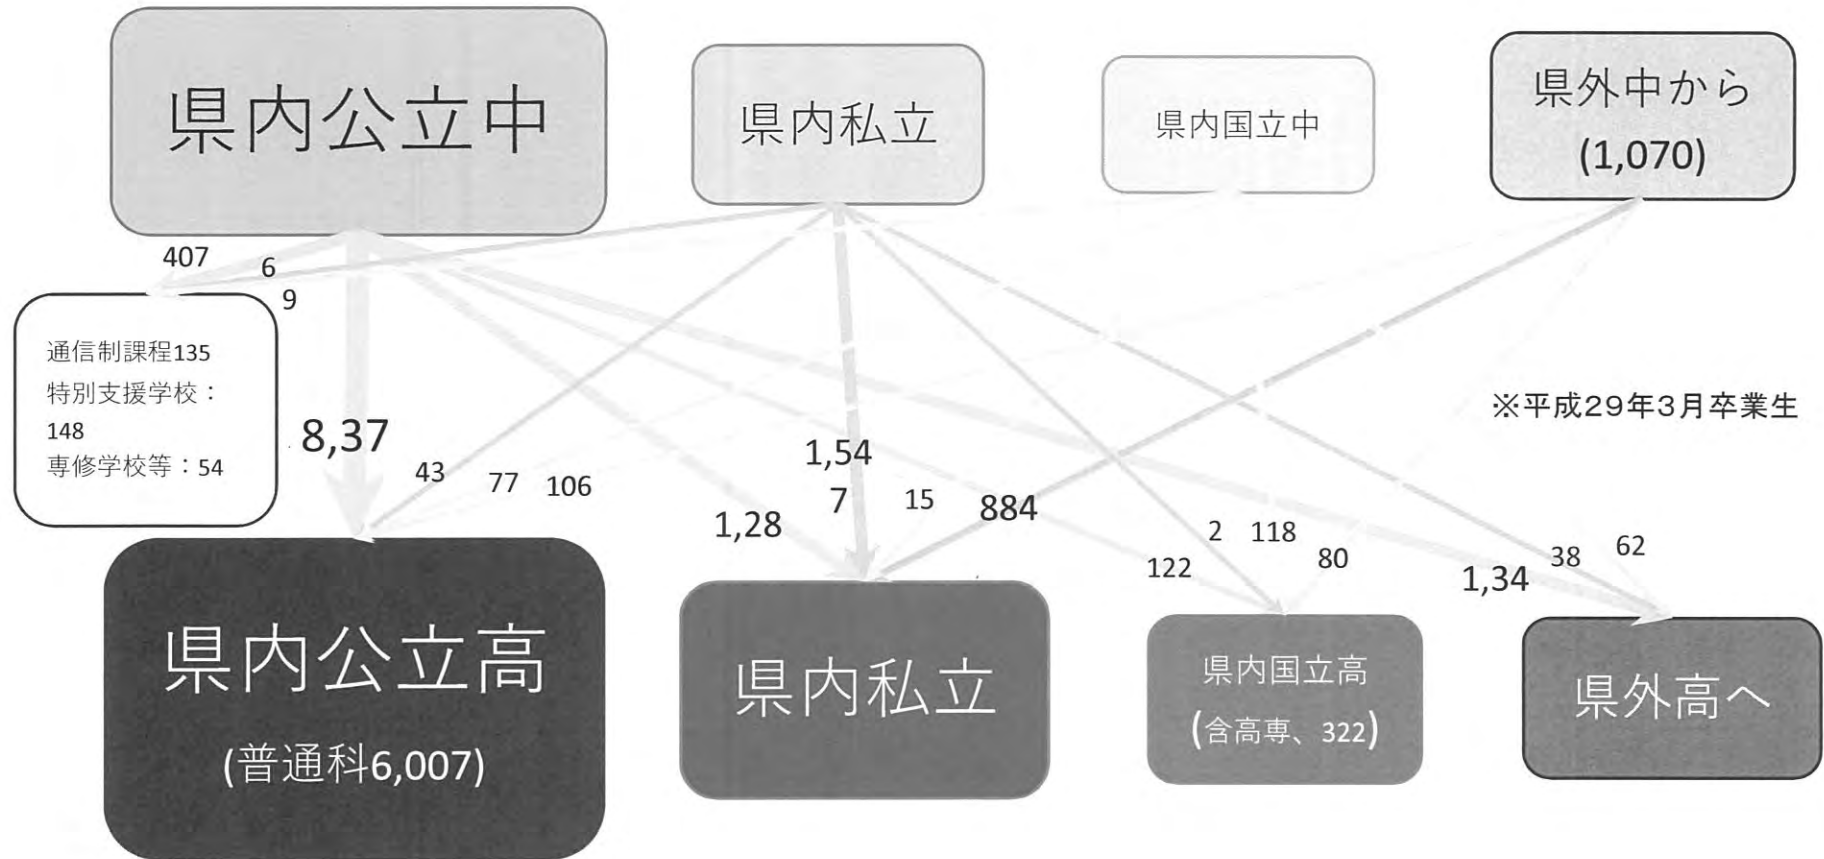 県内公立中
県内私立
県内国立中
県外中から
(1,070)
407
6
9
通信制課程135
特別支援学校：
148
専修学校等：54
※平成29年3月卒業生
8,37
43
77
106
1,28
1,54
7
15
884
122
2
118
80
1,34
38
62
県内公立高
(普通科6,007)
県内私立
県内国立高
(含高専、322)
県外高へ